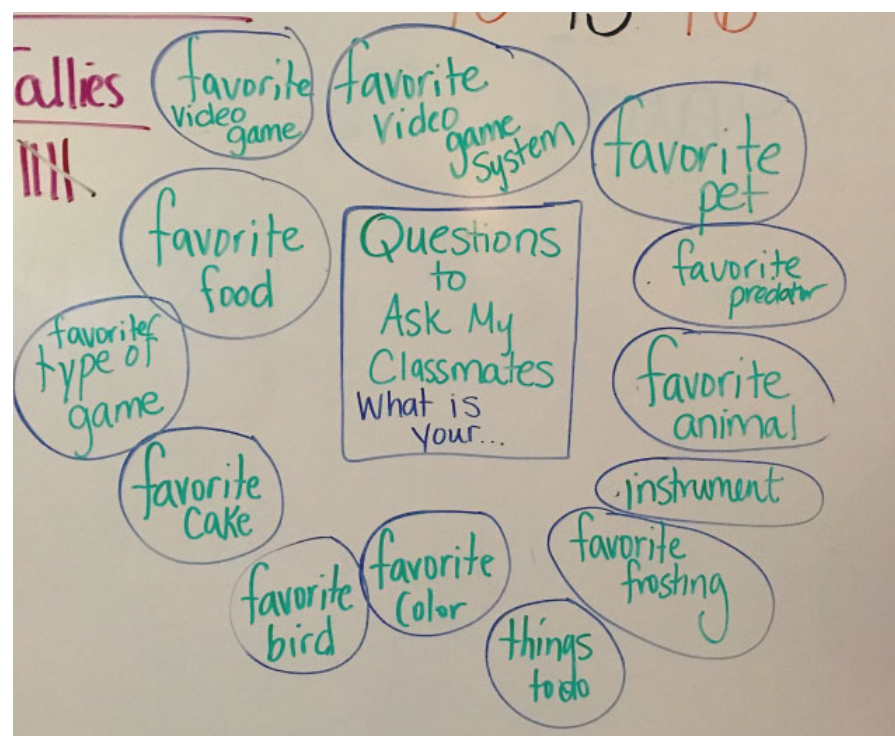 allies
favorite
video
game
favorite
video
game
system
favorite
pet
favorite
food
Questions
to
Ask My
Classmates
What is
your...
favorite
predator
favorite
type of
game
favorite
animal
favorite
cake
instrument
favorite
frosting
favorite
color
favorite
bird
things
to do